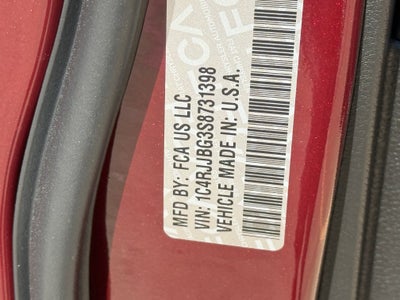 MFD BY: FCA US LLC
VIN: 1C4RJJBG3S8731398
VEHICLE MADE IN: U.S.A.